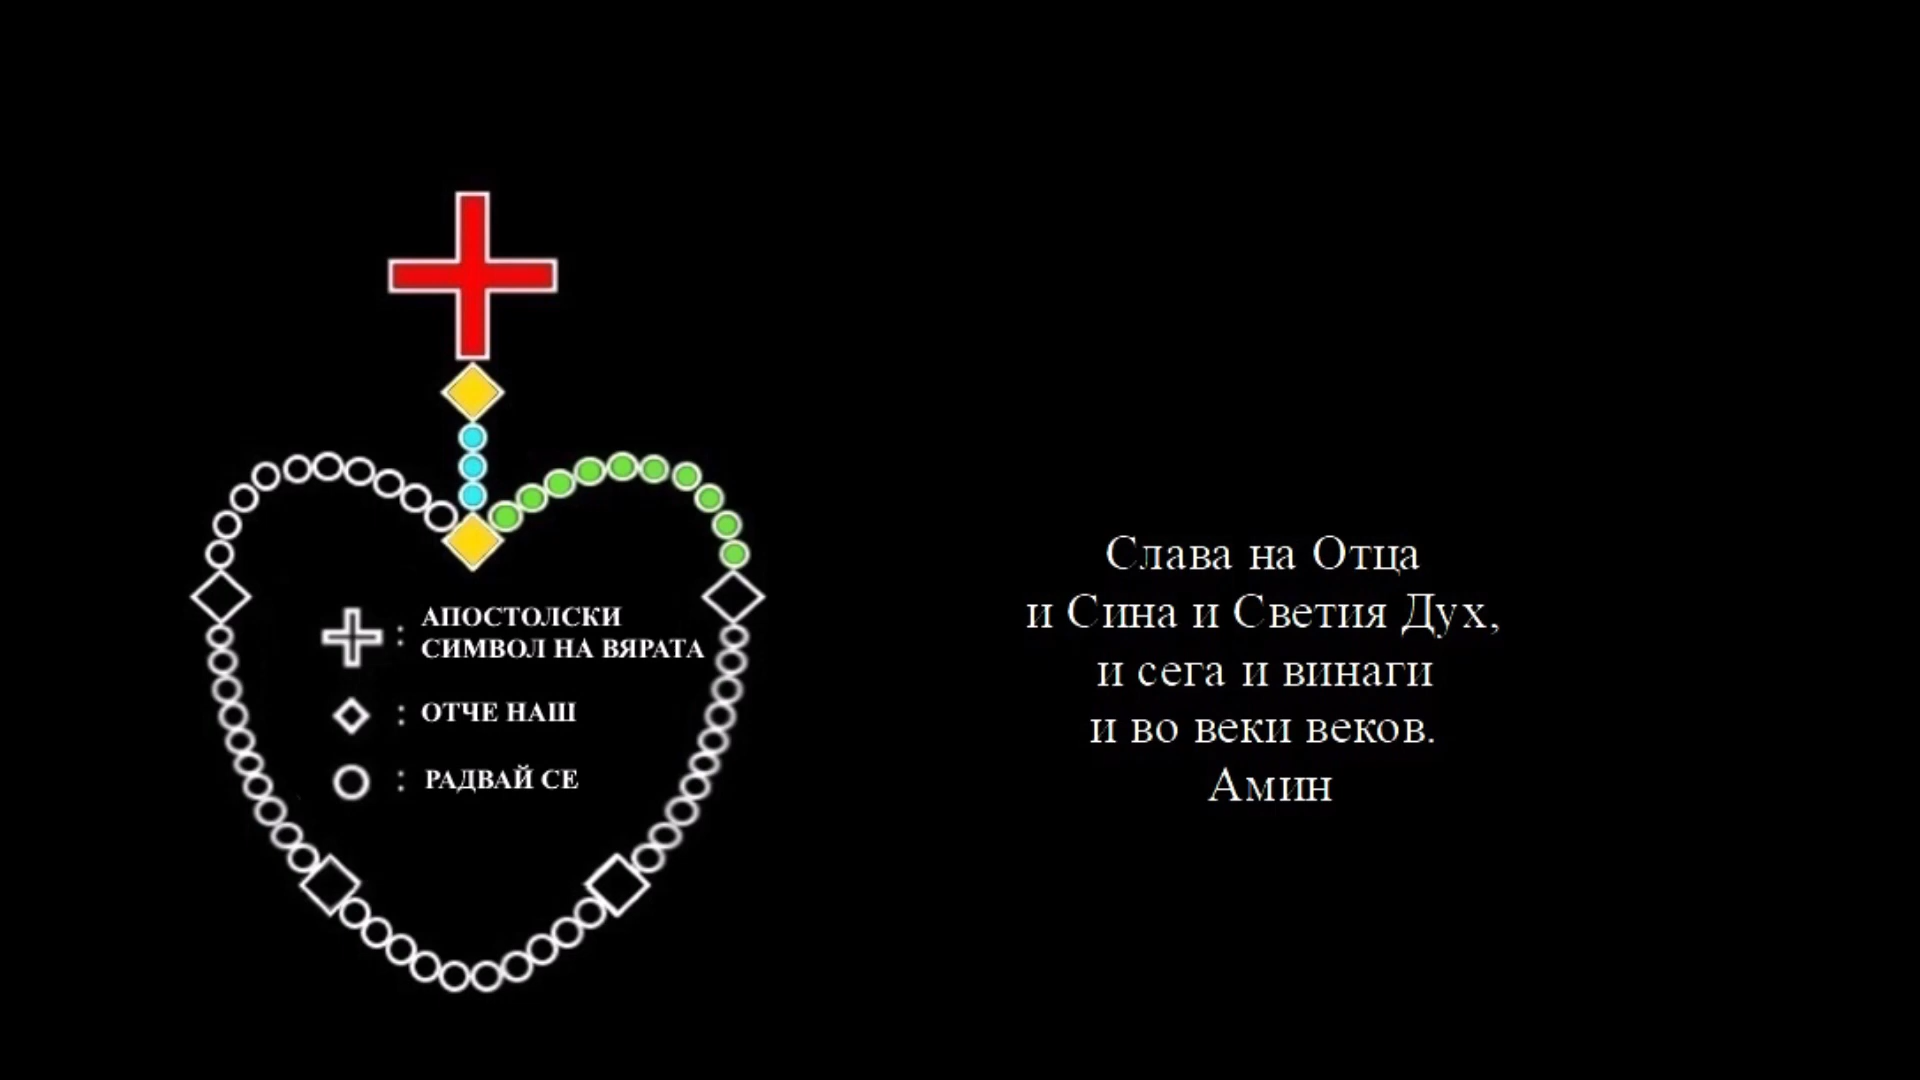 АПОСТОЛСКИ
СИМВОЛ НА ВЯРАТА
: ОТЧЕ НАШ
: РАДВАЙ СЕ
Слава на Отца
и Сина и Светия Дух,
и сега и винаги
и во веки веков.
Амин